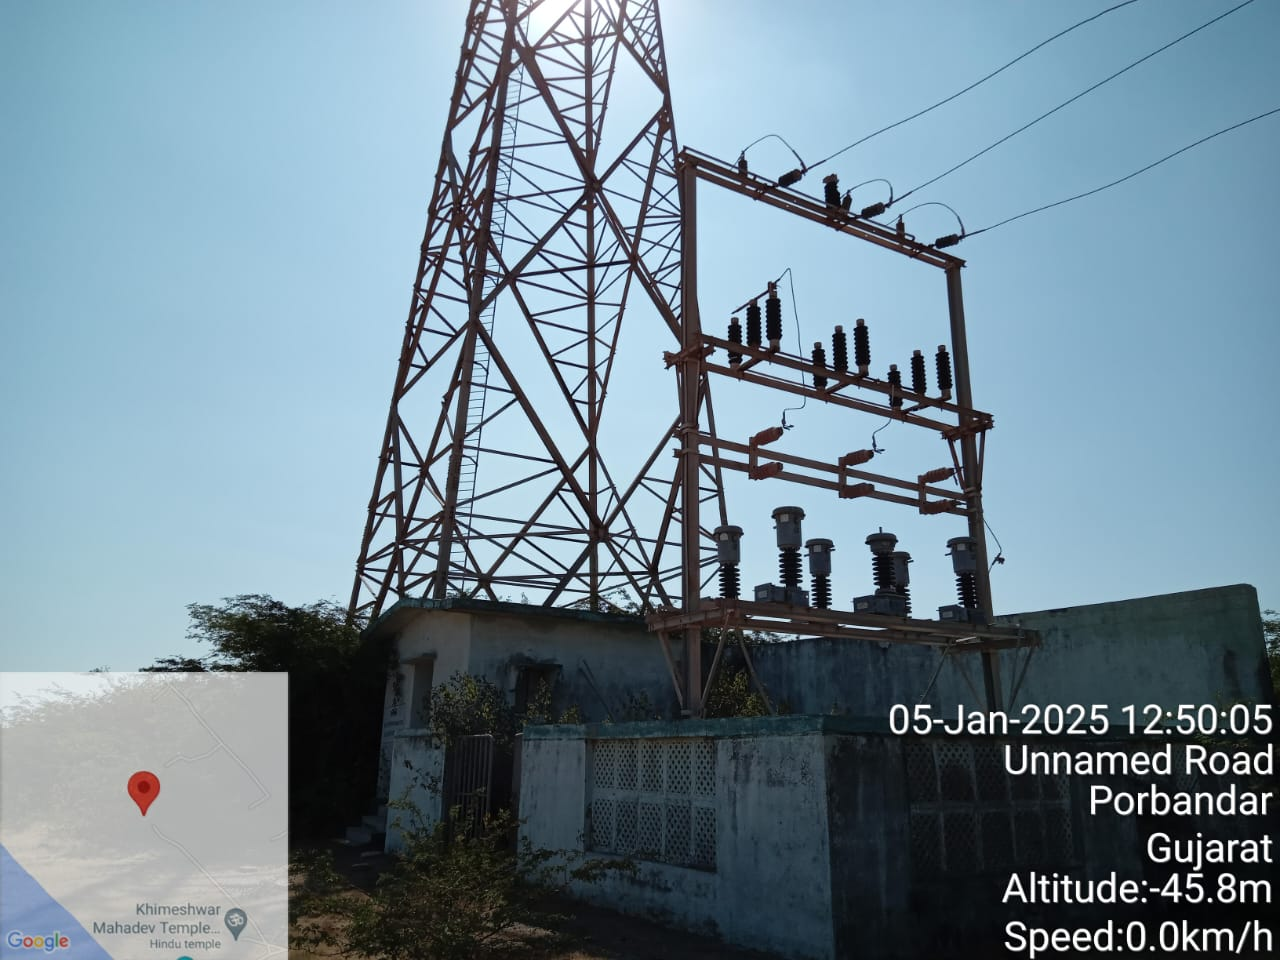 05-Jan-2025 12:50:05
Unnamed Road
Porbandar
Gujarat
Altitude:-45.8m
Speed:0.0km/h
Khimeshwar
Mahadev Temple...
Hindu temple
ॐ
Google